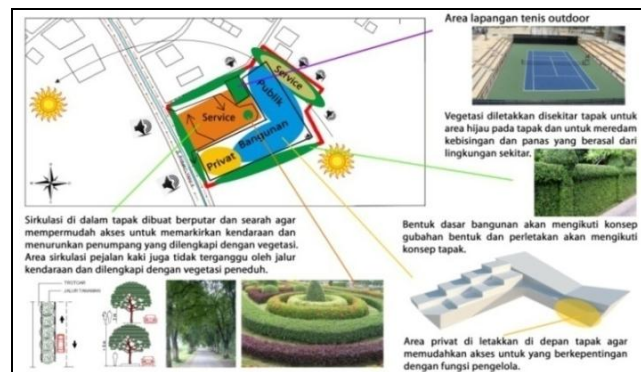 Area lapangan tenis outdoor
Service
Publik
Service
Bangunan
Privat
Vegetasi diletakkan disekitar tapak untuk
area hijau pada tapak dan untuk meredam
kebisingan dan panas yang berasal dari
lingkungan sekitar.
Sirkulasi di dalam tapak dibuat berputar dan searah agar
mempermudah akses untuk memarkirkan kendaraan dan
menurunkan penumpang yang dilengkapi dengan vegetasi.
Area sirkulasi pejalan kaki juga tidak terganggu oleh jalur
kendaraan dan dilengkapi dengan vegetasi peneduh.
Bentuk dasar bangunan akan mengikuti konsep
gubahan bentuk dan perletakan akan mengikuti
konsep tapak.
TROTOAR
JALUR TANAMAN
Area privat di letakkan di depan tapak agar
memudahkan akses untuk yang berkepentingan
dengan fungsi pengelola.